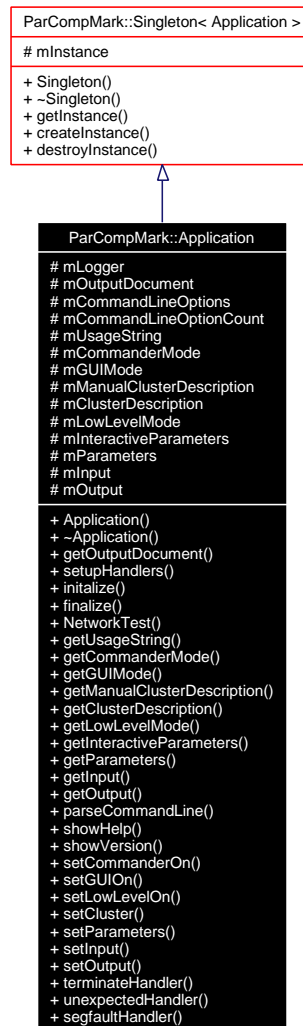 ParCompMark::Singleton< Application >
# mInstance
+ Singleton()
+ ~Singleton()
+ getInstance()
+ createInstance()
+ destroyInstance()
ParCompMark::Application
# mLogger
# mOutputDocument
# mCommandLineOptions
# mCommandLineOptionCount
# mUsageString
# mCommanderMode
# mGUIMode
# mManualClusterDescription
# mClusterDescription
# mLowLevelMode
# mInteractiveParameters
# mParameters
# mInput
# mOutput
+ Application()
+ ~Application()
+ getOutputDocument()
+ setupHandlers()
+ initalize()
+ finalize()
+ NetworkTest()
+ getUsageString()
+ getCommanderMode()
+ getGUIMode()
+ getManualClusterDescription()
+ getClusterDescription()
+ getLowLevelMode()
+ getInteractiveParameters()
+ getParameters()
+ getInput()
+ getOutput()
+ parseCommandLine()
+ showHelp()
+ showVersion()
+ setCommanderOn()
+ setGUIOn()
+ setLowLevelOn()
+ setCluster()
+ setParameters()
+ setInput()
+ setOutput()
+ terminateHandler()
+ unexpectedHandler()
+ segfaultHandler()